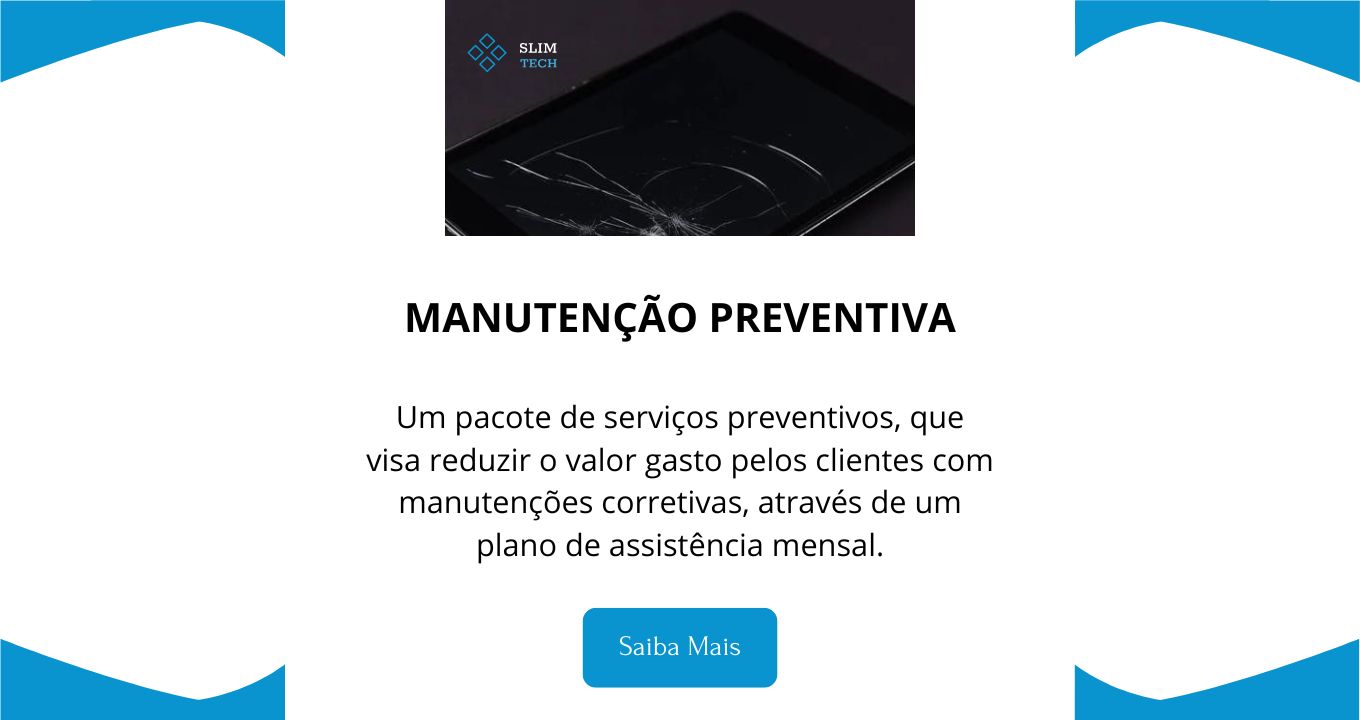 SLIM
TECH
MANUTENÇÃO PREVENTIVA
Um pacote de serviços preventivos, que
visa reduzir o valor gasto pelos clientes com
manutenções corretivas, através de um
plano de assistência mensal.
Saiba Mais